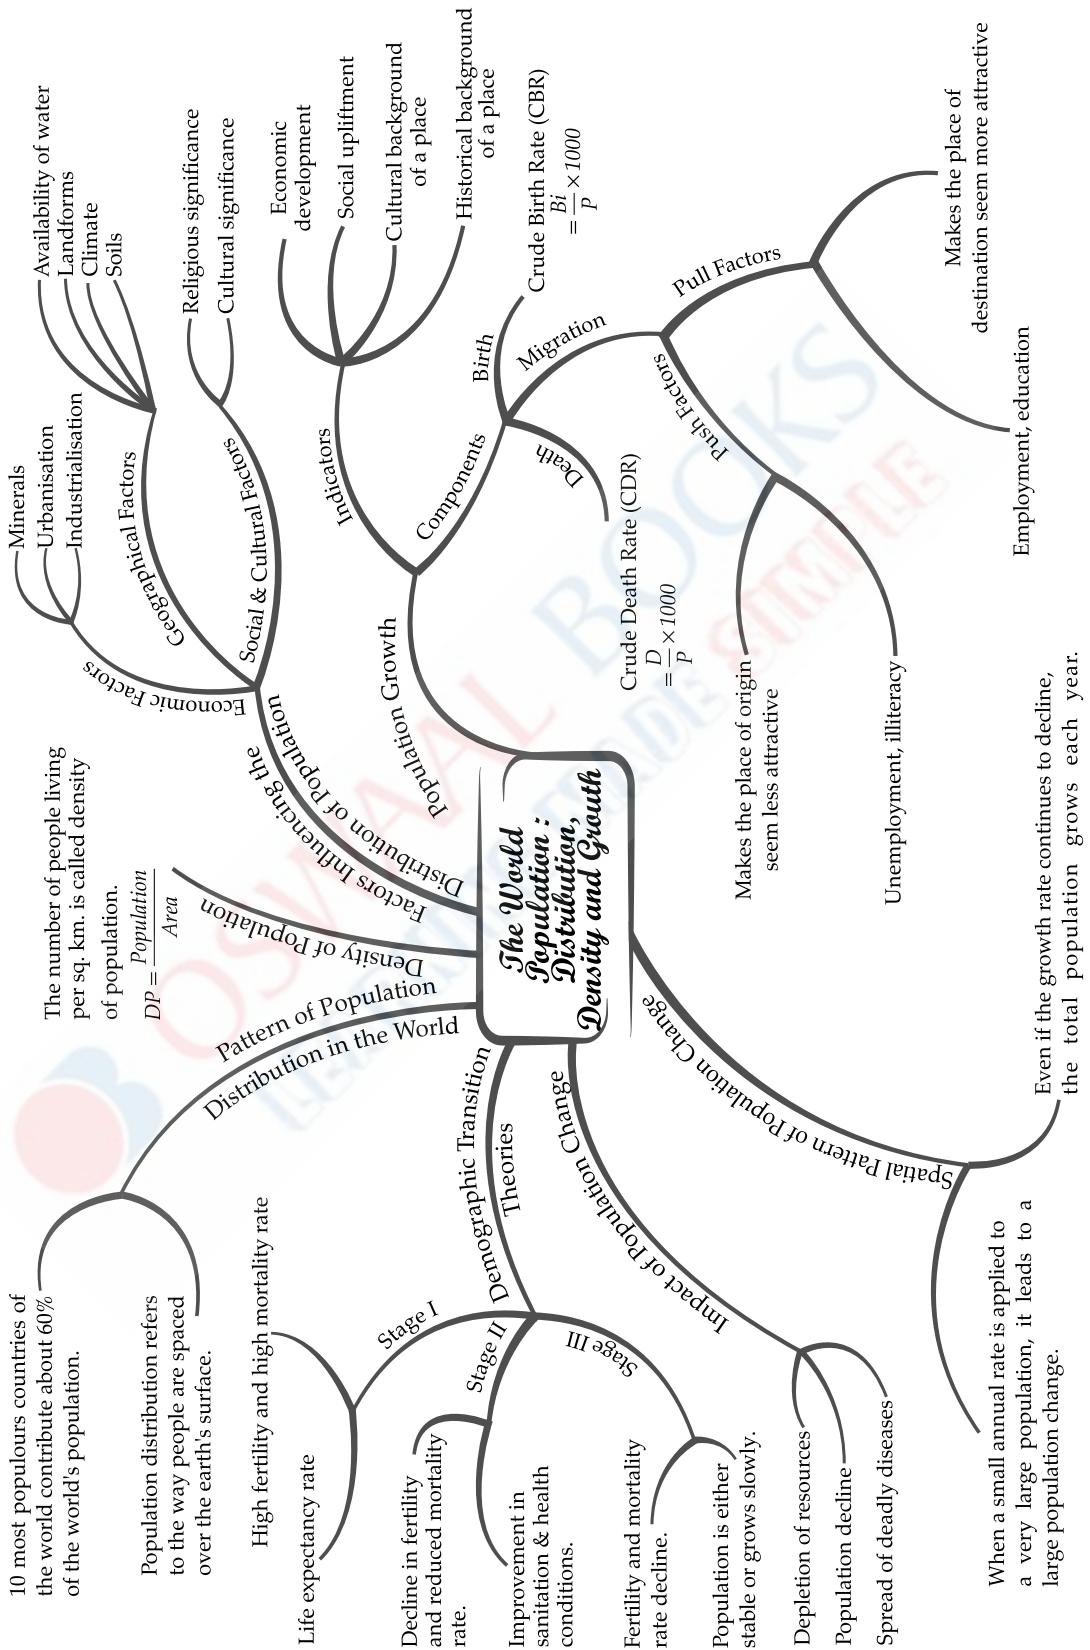 The World
Population :
Distribution,
Density and Grouth
Pattern of Population
Distribution in the World
10 most populours countries of
the world contribute about 60%
of the world's population.
Population distribution refers
to the way people are spaced
over the earth's surface.
Density of Population
The number of people living
per sq. km. is called density
of population.
DP = Population / Area
Factors Influencing the
Distribution of Population
Economic Factors
Minerals
Urbanisation
Industrialisation
Geographical Factors
Availability of water
Landforms
Climate
Soils
Social & Cultural Factors
Religious significance
Cultural significance
Population Growth
Indicators
Economic
development
Social upliftment
Cultural background
of a place
Historical background
of a place
Components
Birth
Crude Birth Rate (CBR)
= Bi / P × 1000
Migration
Pull Factors
Makes the place of
destination seem more attractive
Employment, education
Push Factors
Makes the place of origin
seem less attractive
Unemployment, illiteracy
Death
Crude Death Rate (CDR)
= D / P × 1000
Spatial Pattern of Population Change
Even if the growth rate continues to decline,
the total population grows each year.
When a small annual rate is applied to
a very large population, it leads to a
large population change.
Impact of Population Change
Depletion of resources
Population decline
Spread of deadly diseases
Demographic Transition
Theories
Stage I
High fertility and high mortality rate
Life expectancy rate
Stage II
Decline in fertility
and reduced mortality
rate.
Improvement in
sanitation & health
conditions.
Stage III
Fertility and mortality
rate decline.
Population is either
stable or grows slowly.
OSWAAL BOOKS
LEARNING MADE SIMPLE